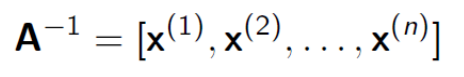 A⁻¹ = [x⁽¹⁾, x⁽²⁾, . . . , x⁽ⁿ⁾]